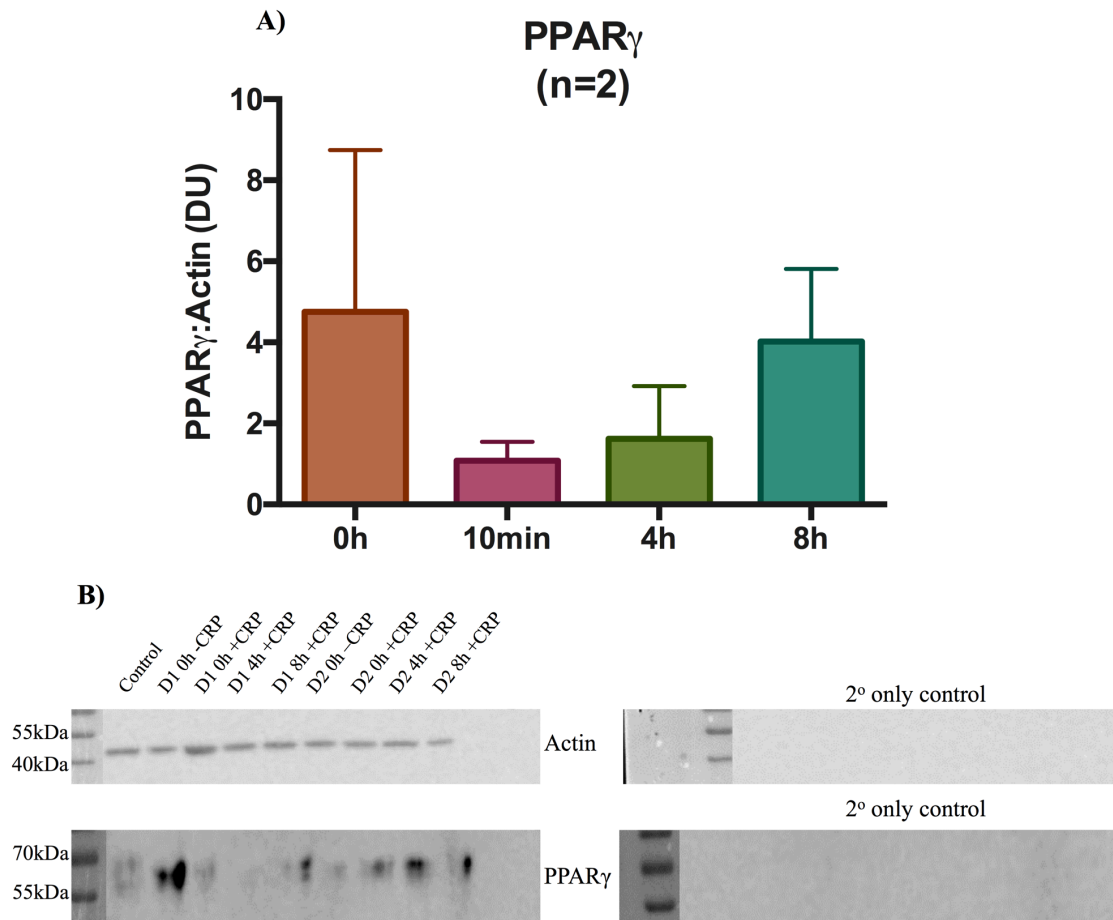 A)
PPARγ
(n=2)
PPARγ:Actin (DU)
10
8
6
4
2
0
0h 10min 4h 8h
B)
Control
D1 0h -CRP
D1 0h +CRP
D1 4h +CRP
D1 8h +CRP
D2 0h –CRP
D2 0h +CRP
D2 4h +CRP
D2 8h +CRP
2º only control
55kDa
Actin
40kDa
2º only control
70kDa
PPARγ
55kDa